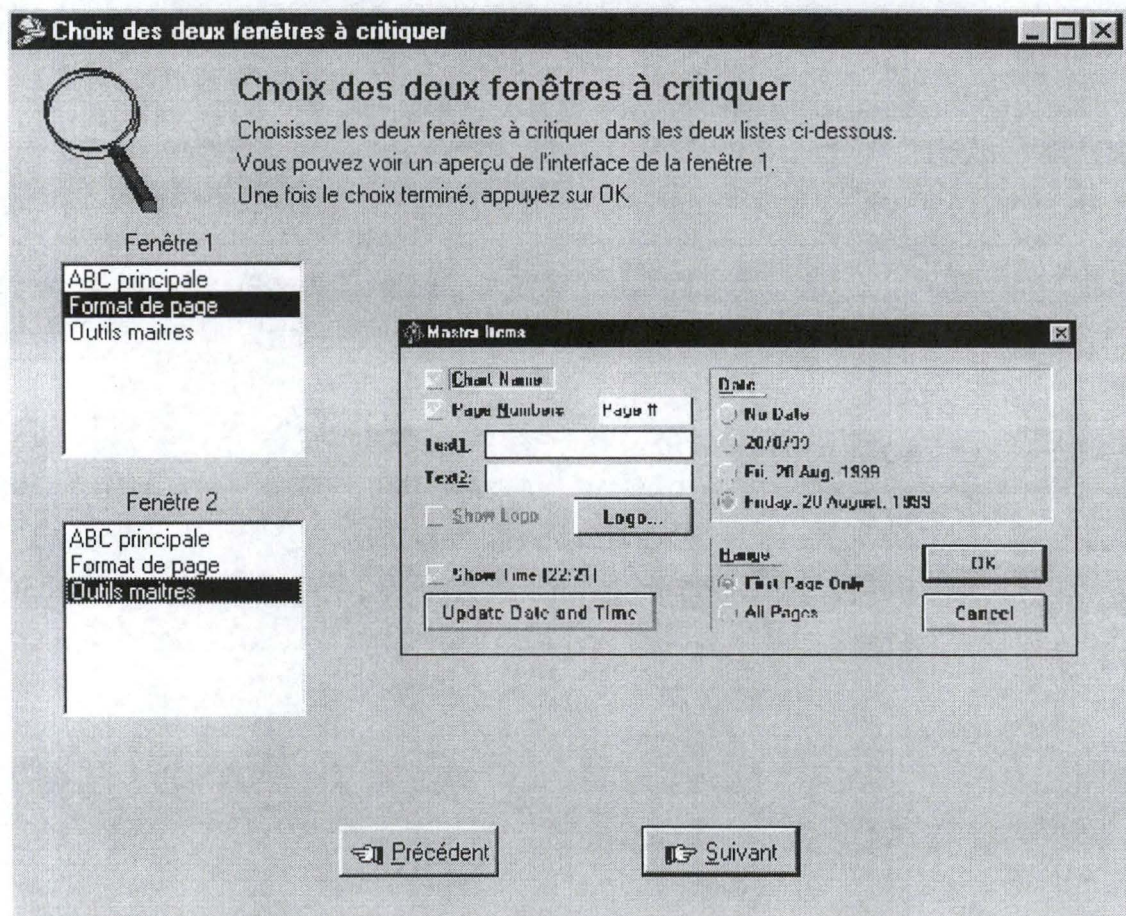 Choix des deux fenêtres à critiquer
Choix des deux fenêtres à critiquer
Choisissez les deux fenêtres à critiquer dans les deux listes ci-dessous.
Vous pouvez voir un aperçu de l'interface de la fenêtre 1.
Une fois le choix terminé, appuyez sur OK
Fenêtre 1
ABC principale
Format de page
Outils maitres
Fenêtre 2
ABC principale
Format de page
Outils maitres
Master Items
Chart Name
Page Numbers Page #
Text1:
Text2:
Show Logo Logo...
Show Time [22:21]
Update Date and Time
Date
No Date
20/8/99
Fri, 20 Aug, 1999
Friday, 20 August, 1999
Range
First Page Only
All Pages
OK
Cancel
Précédent
Suivant